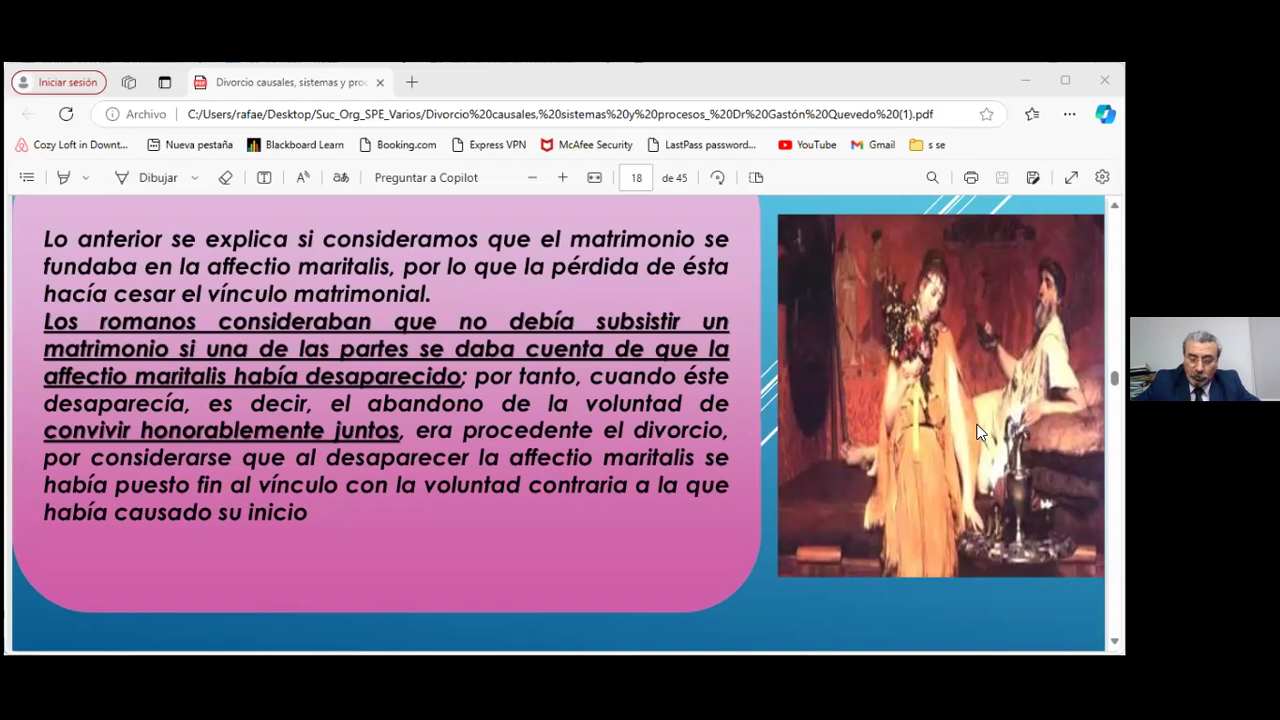 Iniciar sesión
Divorcio causales, sistemas y proc
Archivo
C:/Users/rafae/Desktop/Suc_Org_SPE_Varios/Divorcio%20causales,%20sistemas%20y%20procesos_%20Dr%20Gastón%20Quevedo%20(1).pdf
Cozy Loft in Downt...
Nueva pestaña
Blackboard Learn
Booking.com
Express VPN
McAfee Security
LastPass password...
YouTube
Gmail
s se
Dibujar
Preguntar a Copilot
18
de 45
Lo anterior se explica si consideramos que el matrimonio se
fundaba en la affectio maritalis, por lo que la pérdida de ésta
hacía cesar el vínculo matrimonial.
Los romanos consideraban que no debía subsistir un
matrimonio si una de las partes se daba cuenta de que la
affectio maritalis había desaparecido; por tanto, cuando éste
desaparecía, es decir, el abandono de la voluntad de
convivir honorablemente juntos, era procedente el divorcio,
por considerarse que al desaparecer la affectio maritalis se
había puesto fin al vínculo con la voluntad contraria a la que
había causado su inicio